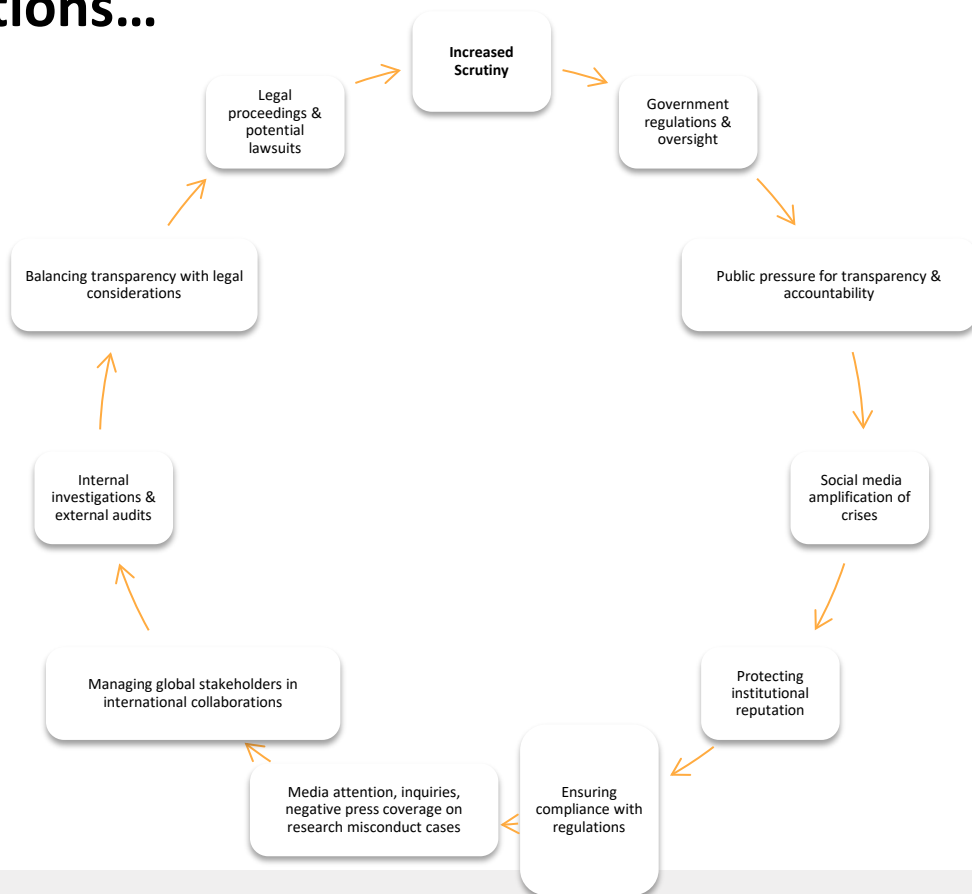 tions...
Increased
Scrutiny
Government
regulations &
oversight
Public pressure for transparency &
accountability
Social media
amplification of
crises
Protecting
institutional
reputation
Ensuring
compliance with
regulations
Media attention, inquiries,
negative press coverage on
research misconduct cases
Managing global stakeholders in
international collaborations
Internal
investigations &
external audits
Balancing transparency with legal
considerations
Legal
proceedings &
potential
lawsuits